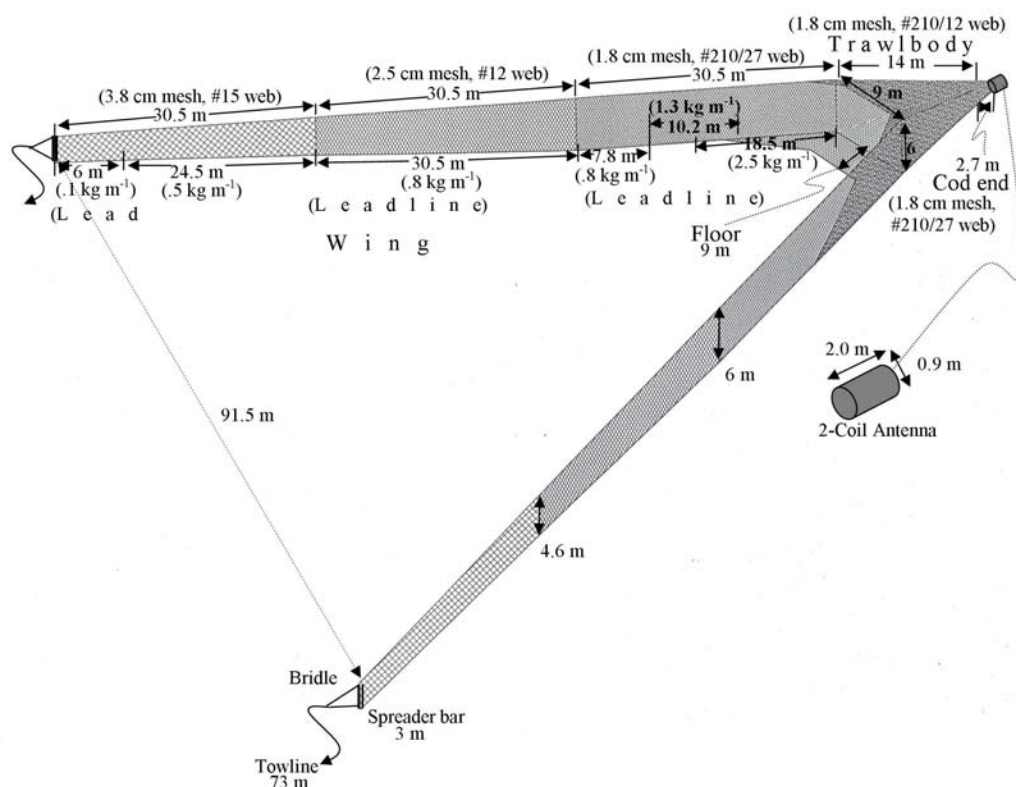 (1.8 cm mesh, #210/12 web)
T r a w l b o d y
14 m
(1.8 cm mesh, #210/27 web)
30.5 m
(2.5 cm mesh, #12 web)
30.5 m
(3.8 cm mesh, #15 web)
30.5 m
9 m
(1.3 kg m-1)
10.2 m
6
6 m
(.1 kg m-1)
(L e a d
24.5 m
(.5 kg m-1)
30.5 m
(.8 kg m-1)
(L e a d l i n e)
7.8 m
(.8 kg m-1)
18.5 m
(2.5 kg m-1)
(L e a d l i n e)
2.7 m
Cod end
(1.8 cm mesh,
#210/27 web)
W i n g
Floor
9 m
6 m
2.0 m
0.9 m
2-Coil Antenna
91.5 m
4.6 m
Bridle
Spreader bar
3 m
Towline
73 m